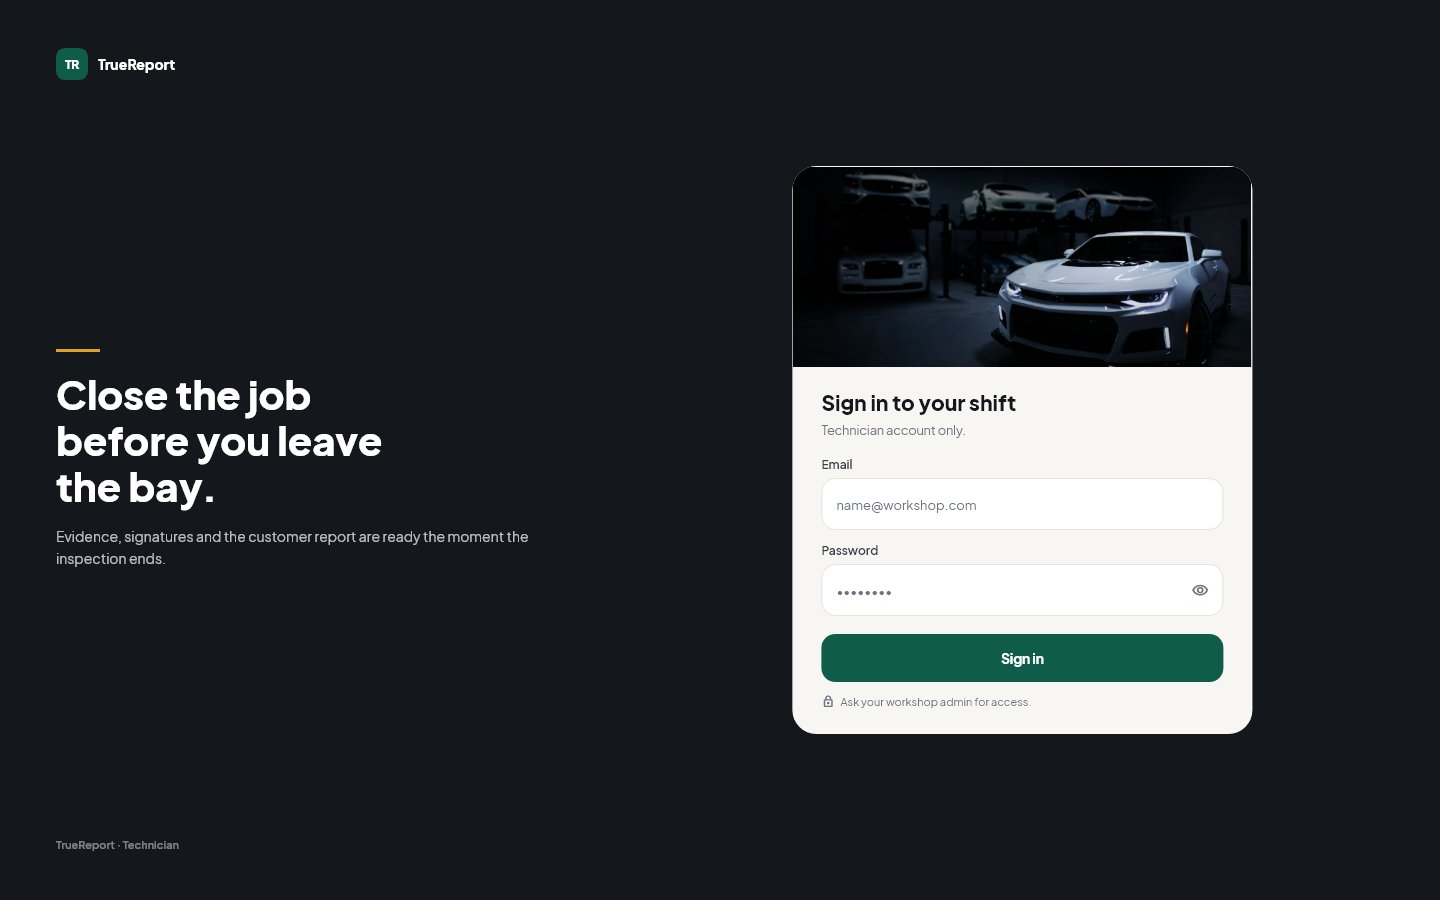 TR
TrueReport
Close the job
before you leave
the bay.
Evidence, signatures and the customer report are ready the moment the
inspection ends.
TrueReport · Technician
Sign in to your shift
Technician account only.
Email
name@workshop.com
Password
••••••••
Sign in
Ask your workshop admin for access.